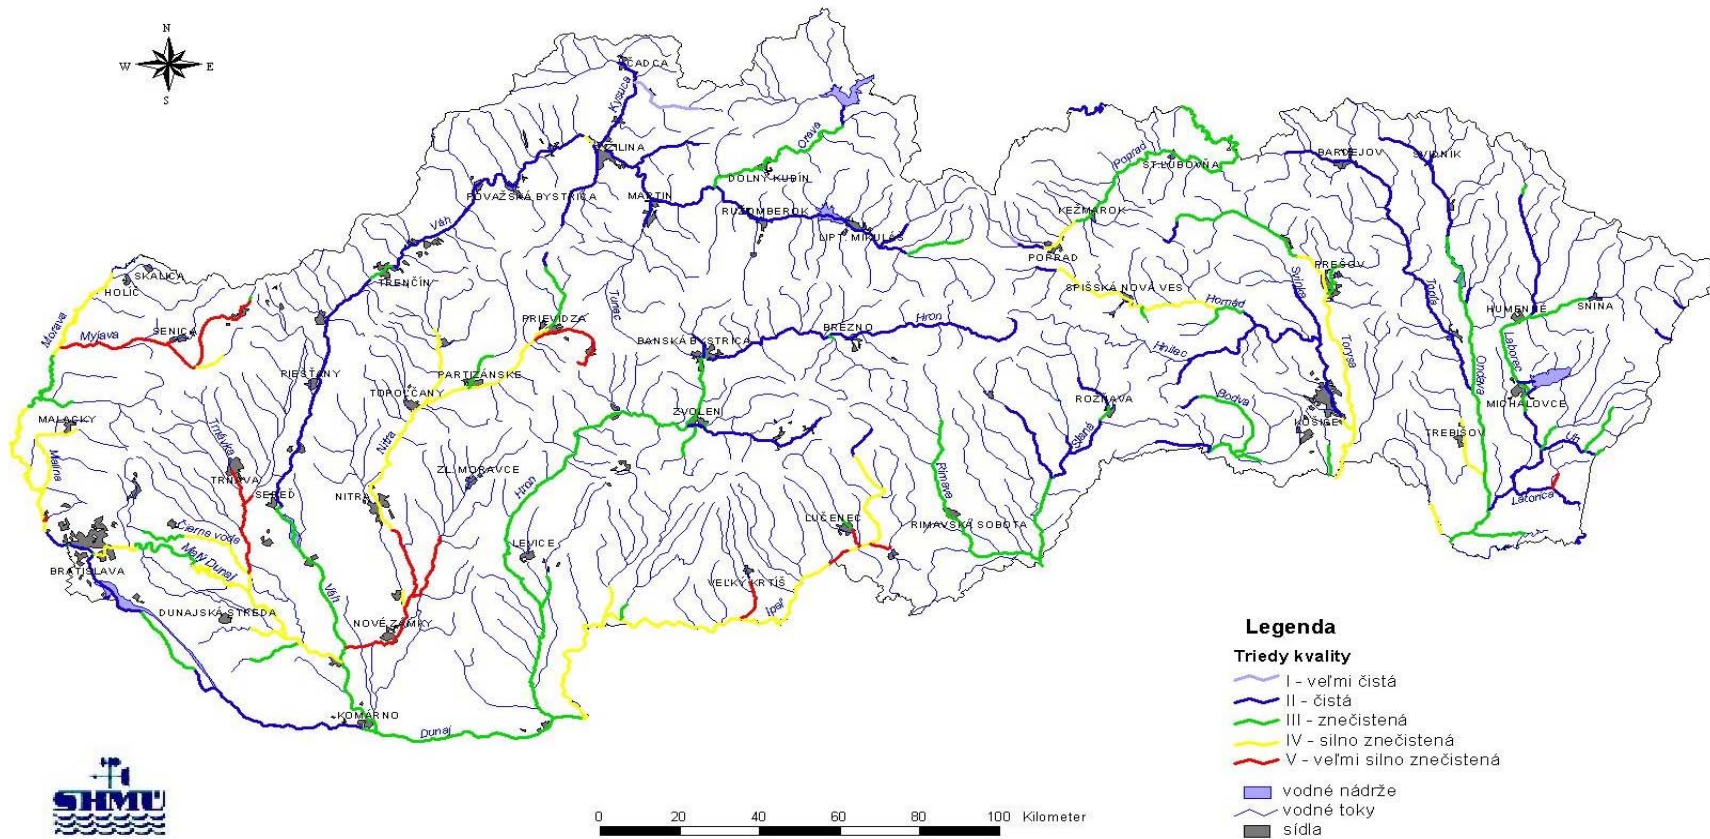 N
W E
S
ČADCA
Kysuca
ŽILINA
Orava
DOLNÝ KUBÍN
POVAŽSKÁ BYSTRICA
MARTIN
RUŽOMBEROK
LIPT. MIKULÁŠ
Váh
Poprad
ST.ĽUBOVŇA
KEŽMAROK
POPRAD
BARDEJOV
SVIDNÍK
SKALICA
HOLÍČ
Morava
Myjava
SENICA
TRENČÍN
PRIEVIDZA
Turiec
BANSKÁ BYSTRICA
BREZNO
Hron
SPIŠSKÁ NOVÁ VES
Hornád
Hnilec
Svinka
PREŠOV
Torysa
Topľa
Ondava
HUMENNÉ
SNINA
Laborec
MICHALOVCE
PIEŠŤANY
TOPOĽČANY
PARTIZÁNSKE
Nitra
ZVOLEN
ROŽŇAVA
Slaná
Bodva
KOŠICE
TREBIŠOV
Uh
Latorica
MALACKY
Malina
Trnávka
TRNAVA
SEREĎ
NITRA
ZL.MORAVCE
Hron
Rimava
LUČENEC
RIMAVSKÁ SOBOTA
Čierna voda
Malý Dunaj
BRATISLAVA
DUNAJSKÁ STREDA
Váh
LEVICE
VEĽKÝ KRTÍŠ
Ipeľ
NOVÉ ZÁMKY
KOMÁRNO
Dunaj
Legenda
Triedy kvality
I - veľmi čistá
II - čistá
III - znečistená
IV - silno znečistená
V - veľmi silno znečistená
vodné nádrže
vodné toky
sídla
SHMÚ
0 20 40 60 80 100 Kilometer